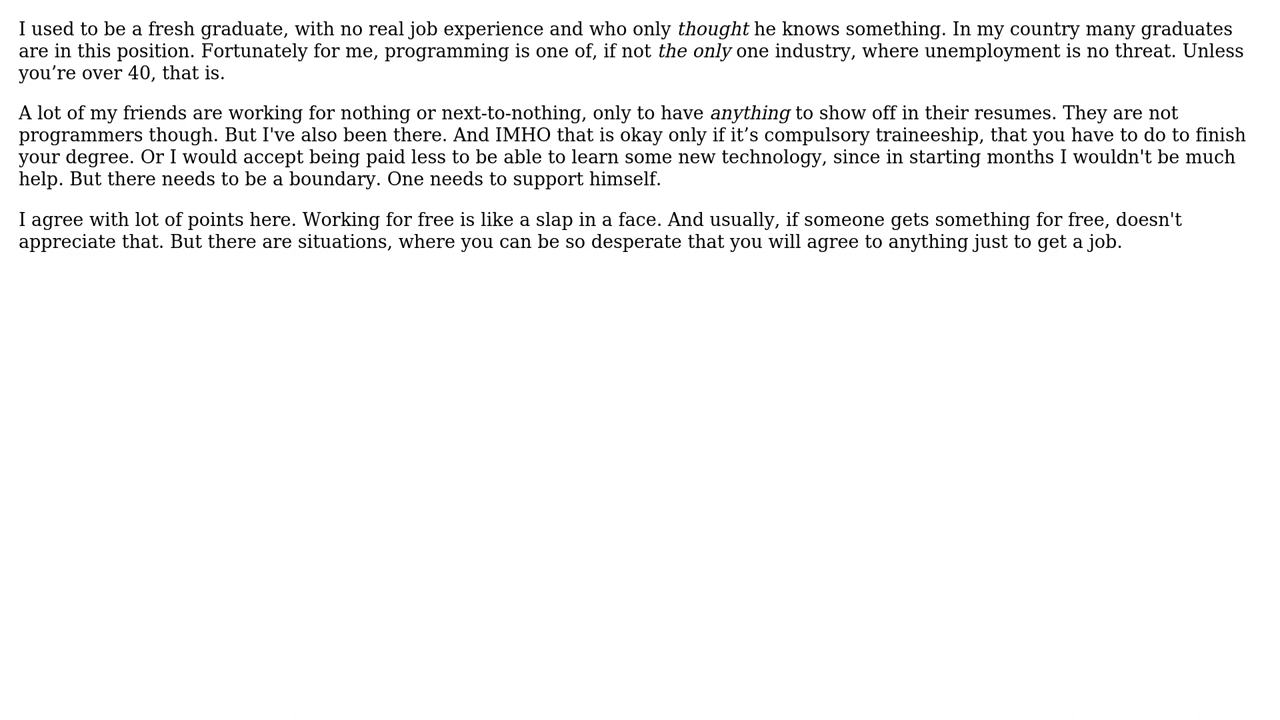 I used to be a fresh graduate, with no real job experience and who only thought he knows something. In my country many graduates
are in this position. Fortunately for me, programming is one of, if not the only one industry, where unemployment is no threat. Unless
you’re over 40, that is.
A lot of my friends are working for nothing or next-to-nothing, only to have anything to show off in their resumes. They are not
programmers though. But I've also been there. And IMHO that is okay only if it’s compulsory traineeship, that you have to do to finish
your degree. Or I would accept being paid less to be able to learn some new technology, since in starting months I wouldn't be much
help. But there needs to be a boundary. One needs to support himself.
I agree with lot of points here. Working for free is like a slap in a face. And usually, if someone gets something for free, doesn't
appreciate that. But there are situations, where you can be so desperate that you will agree to anything just to get a job.